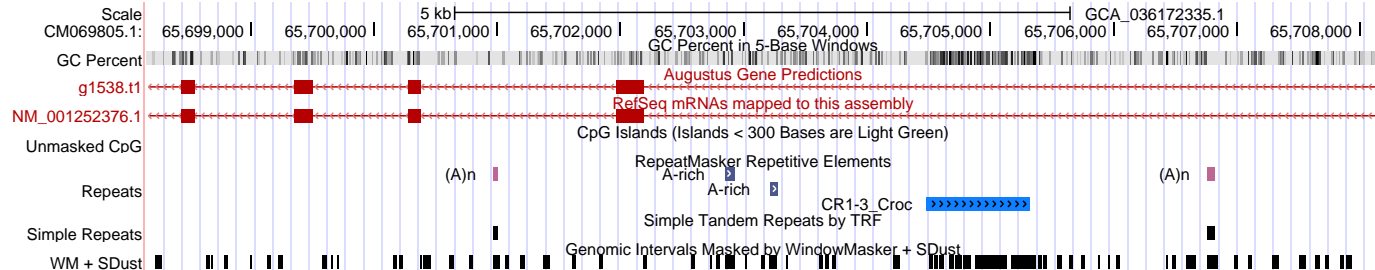 Scale 5 kb GCA_036172335.1
CM069805.1: 65,699,000 65,700,000 65,701,000 65,702,000 65,703,000 65,704,000 65,705,000 65,706,000 65,707,000 65,708,000
GC Percent in 5-Base Windows
GC Percent
Augustus Gene Predictions
g1538.t1
RefSeq mRNAs mapped to this assembly
NM_001252376.1
CpG Islands (Islands < 300 Bases are Light Green)
Unmasked CpG
RepeatMasker Repetitive Elements
(A)n A-rich (A)n
Repeats A-rich
CR1-3_Croc
Simple Tandem Repeats by TRF
Simple Repeats
Genomic Intervals Masked by WindowMasker + SDust
WM + SDust